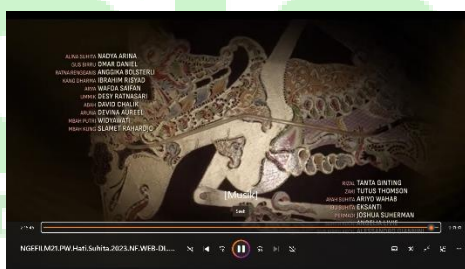 ALINA SUHITA NADYA ARINA
GUS BIRRU OMAR DANIEL
RATNA RENGGANIS ANGGIKA BOLSTERLI
KANG DHARMA IBRAHIM RISYAD
ARYA WAFDA SAIFAN
UMMIK DESY RATNASARI
ABAH DAVID CHALIK
ARUNA DEVINA AUREEL
MBAH PUTRI WIDYAWATI
MBAH KUNG SLAMET RAHARDJO
[Musik]
RIZAL TANTA GINTING
ZAKI TUTUS THOMSON
ARIYO WAHAB
EKSANTI
PERMADI JOSHUA SUHERMAN
NGEFILM21.PW.Hati.Suhita.2023.NF.WEB-DL....